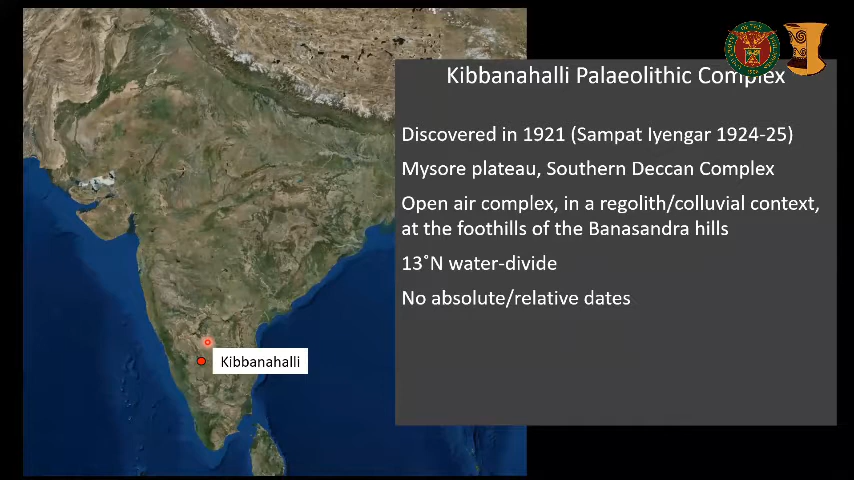 Kibbanahalli Palaeolithic Complex
Discovered in 1921 (Sampat Iyengar 1924-25)
Mysore plateau, Southern Deccan Complex
Open air complex, in a regolith/colluvial context,
at the foothills of the Banasandra hills
13˚N water-divide
No absolute/relative dates
Kibbanahalli